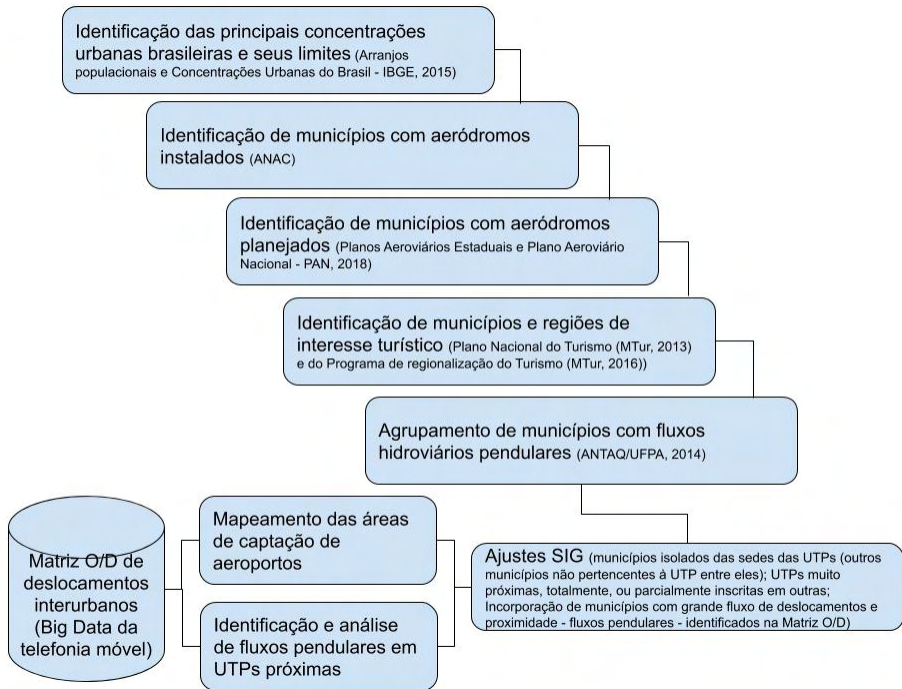 Identificação das principais concentrações
urbanas brasileiras e seus limites (Arranjos
populacionais e Concentrações Urbanas do Brasil - IBGE, 2015)
Identificação de municípios com aeródromos
instalados (ANAC)
Identificação de municípios com aeródromos
planejados (Planos Aeroviários Estaduais e Plano Aeroviário
Nacional - PAN, 2018)
Identificação de municípios e regiões de
interesse turístico (Plano Nacional do Turismo (MTur, 2013)
e do Programa de regionalização do Turismo (MTur, 2016))
Agrupamento de municípios com fluxos
hidroviários pendulares (ANTAQ/UFPA, 2014)
Matriz O/D de
deslocamentos
interurbanos
(Big Data da
telefonia móvel)
Mapeamento das áreas
de captação de
aeroportos
Identificação e análise
de fluxos pendulares em
UTPs próximas
Ajustes SIG (municípios isolados das sedes das UTPs (outros
municípios não pertencentes à UTP entre eles); UTPs muito
próximas, totalmente, ou parcialmente inscritas em outras;
Incorporação de municípios com grande fluxo de deslocamentos e
proximidade - fluxos pendulares - identificados na Matriz O/D)